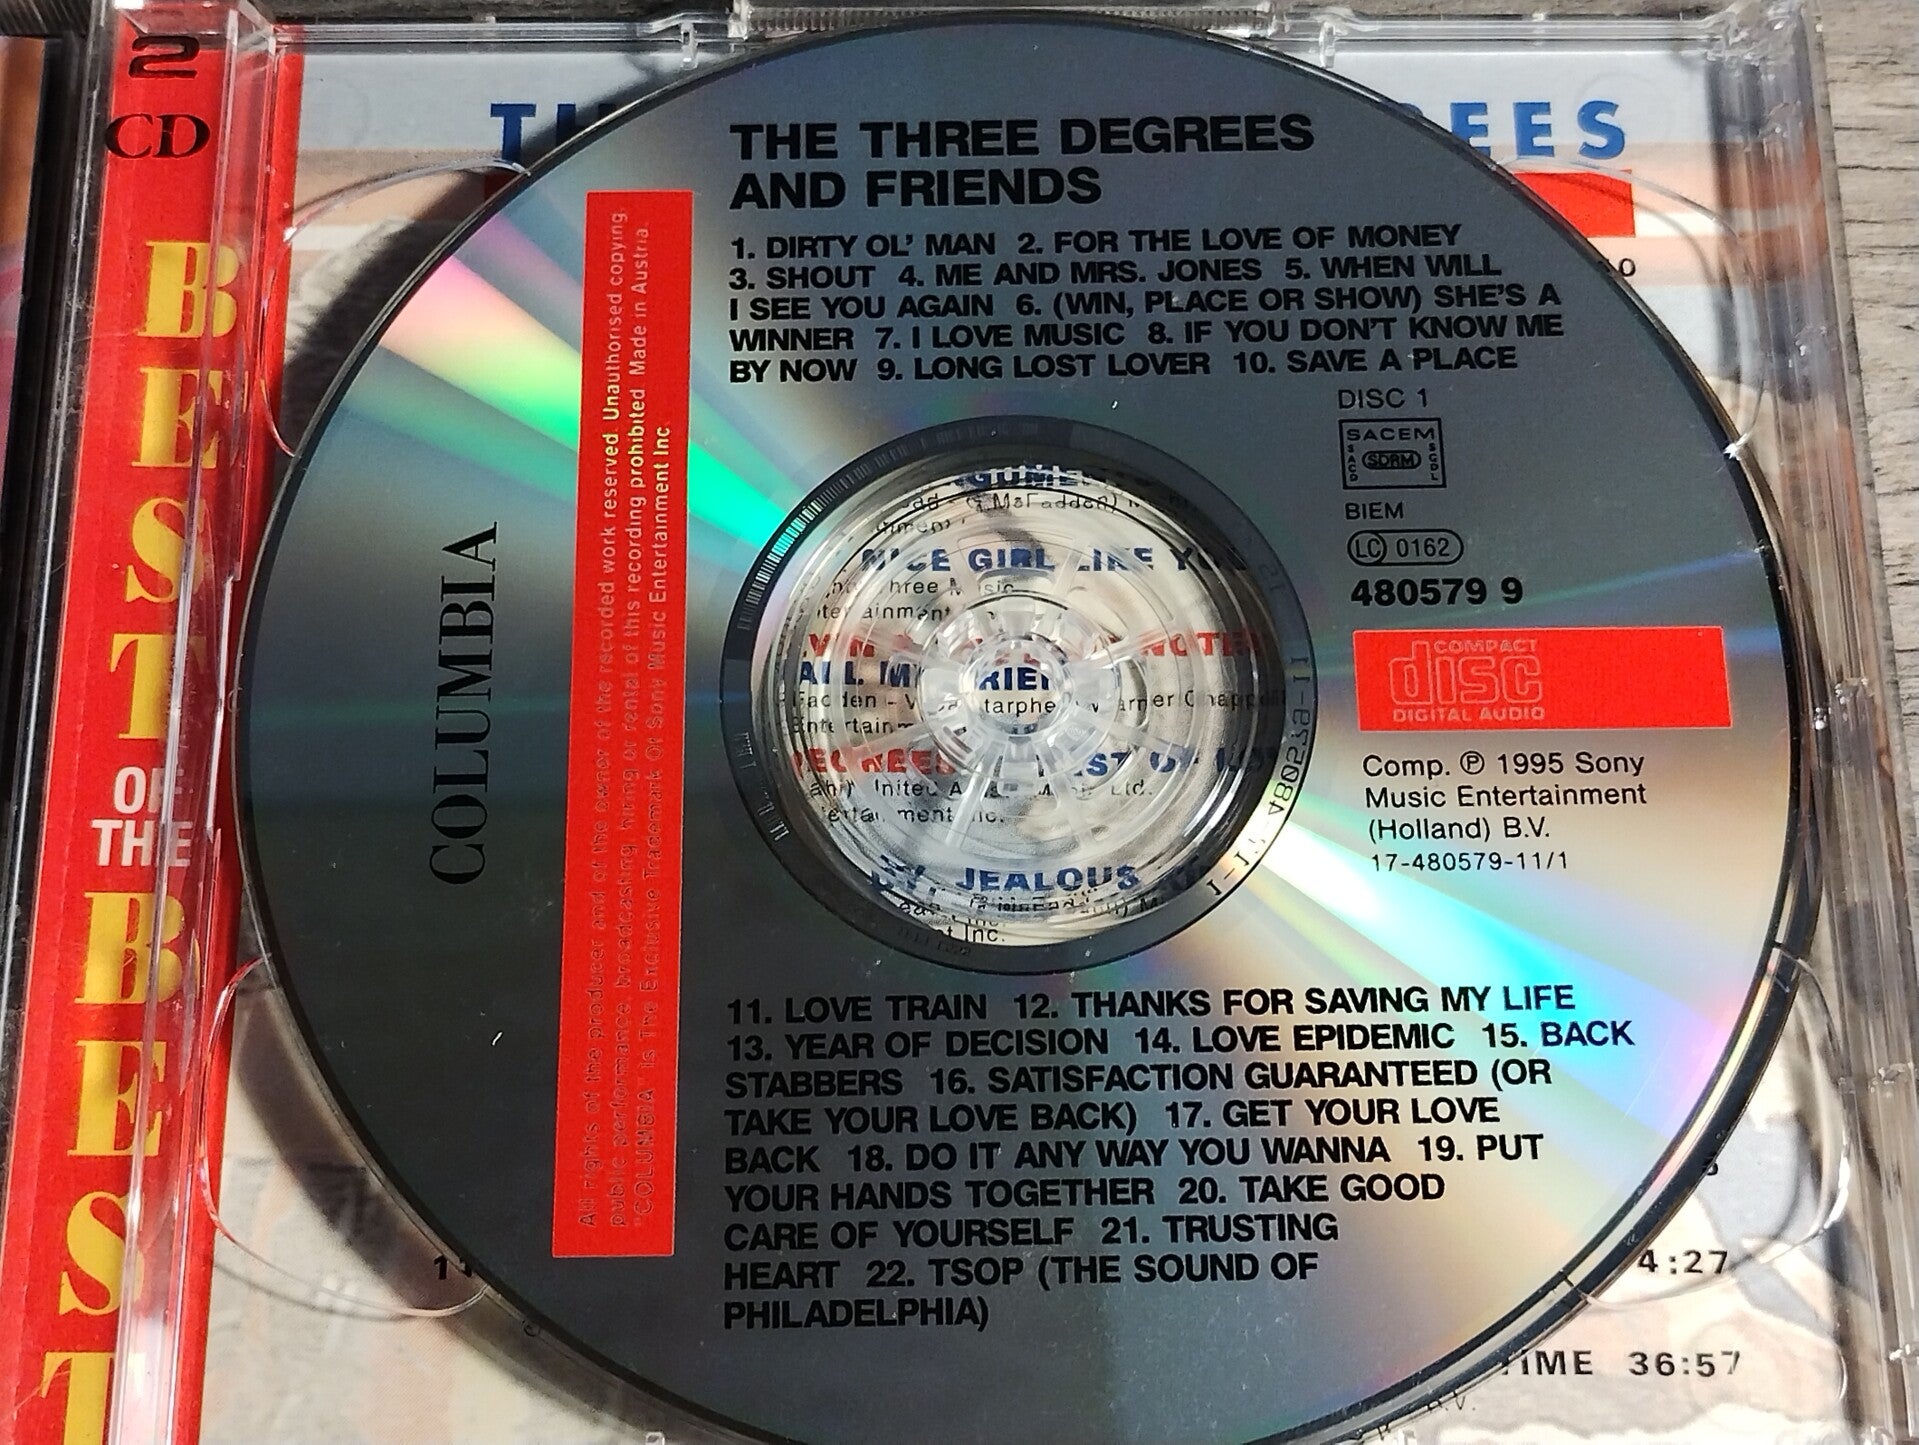 2
CD
BEST
OF
THE
BEST
EES
THE THREE DEGREES
AND FRIENDS
1. DIRTY OL' MAN 2. FOR THE LOVE OF MONEY
3. SHOUT 4. ME AND MRS. JONES 5. WHEN WILL
I SEE YOU AGAIN 6. (WIN, PLACE OR SHOW) SHE'S A
WINNER 7. I LOVE MUSIC 8. IF YOU DON'T KNOW ME
BY NOW 9. LONG LOST LOVER 10. SAVE A PLACE
DISC 1
SACEM
SACD SDRM SGDL
BIEM
LC 0162
480579 9
COMPACT
disc
DIGITAL AUDIO
Comp. ℗ 1995 Sony
Music Entertainment
(Holland) B.V.
17-480579-11/1
COLUMBIA
All rights of the producer and of the owner of the recorded work reserved. Unauthorised copying,
public performance, broadcasting, hiring or rental of this recording prohibited. Made in Austria.
"COLUMBIA" is The Exclusive Trademark Of Sony Music Entertainment Inc
NICE GIRL LIKE
JEALOUS
Inc.
11. LOVE TRAIN 12. THANKS FOR SAVING MY LIFE
13. YEAR OF DECISION 14. LOVE EPIDEMIC 15. BACK
STABBERS 16. SATISFACTION GUARANTEED (OR
TAKE YOUR LOVE BACK) 17. GET YOUR LOVE
BACK 18. DO IT ANY WAY YOU WANNA 19. PUT
YOUR HANDS TOGETHER 20. TAKE GOOD
CARE OF YOURSELF 21. TRUSTING
HEART 22. TSOP (THE SOUND OF
PHILADELPHIA)
4:27
TIME 36:57